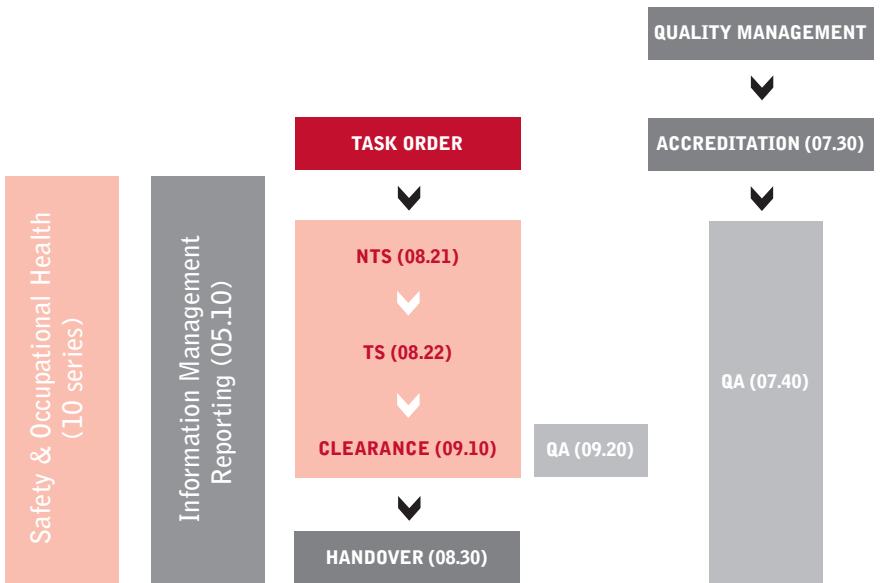 QUALITY MANAGEMENT
TASK ORDER
ACCREDITATION (07.30)
Safety & Occupational Health
(10 series)
Information Management
Reporting (05.10)
NTS (08.21)
TS (08.22)
CLEARANCE (09.10)
QA (09.20)
QA (07.40)
HANDOVER (08.30)